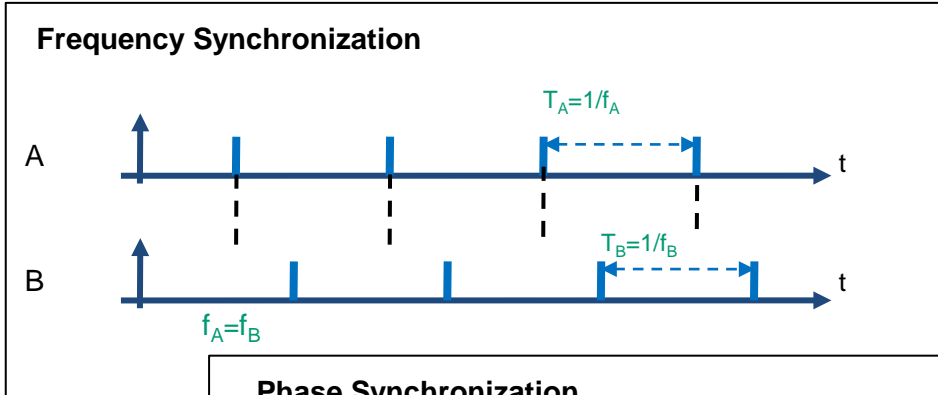 Frequency Synchronization
T_A=1/f_A
A
t
T_B=1/f_B
B
t
f_A=f_B
Phase Synchronization